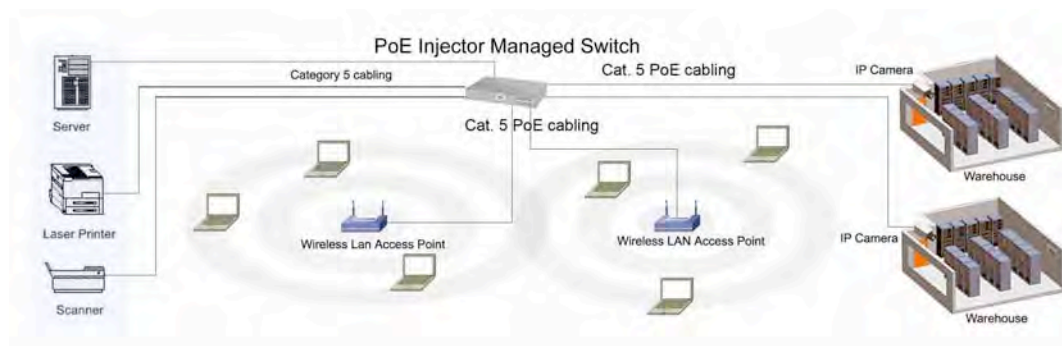 PoE Injector Managed Switch
Category 5 cabling
Cat. 5 PoE cabling
IP Camera
Server
Cat. 5 PoE cabling
Warehouse
Laser Printer
Wireless Lan Access Point
Wireless LAN Access Point
IP Camera
Scanner
Warehouse